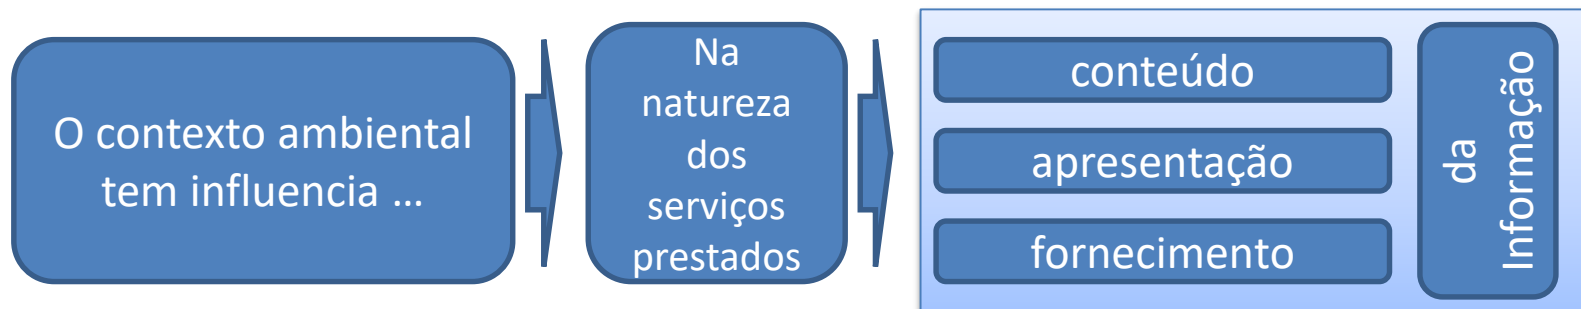 O contexto ambiental
tem influencia ...
Na
natureza
dos
serviços
prestados
conteúdo
apresentação
fornecimento
da
Informação